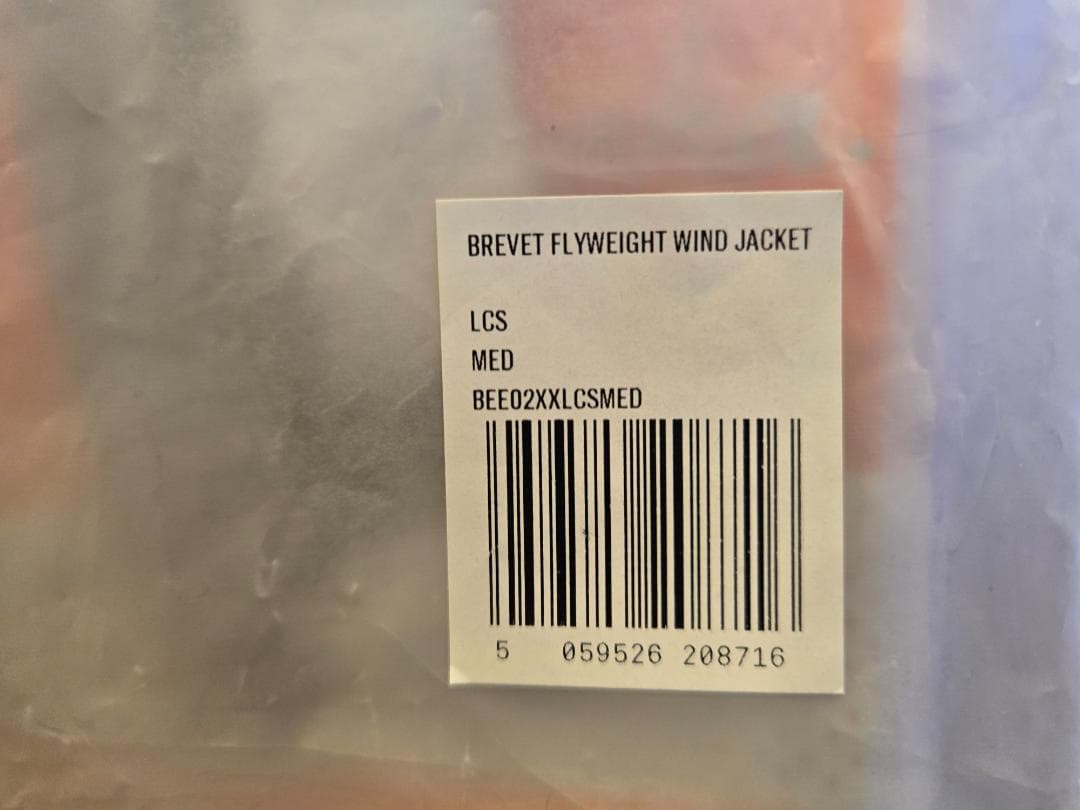 BREVET FLYWEIGHT WIND JACKET
LCS
MED
BEE02XXLCSMED
5 059526 208716